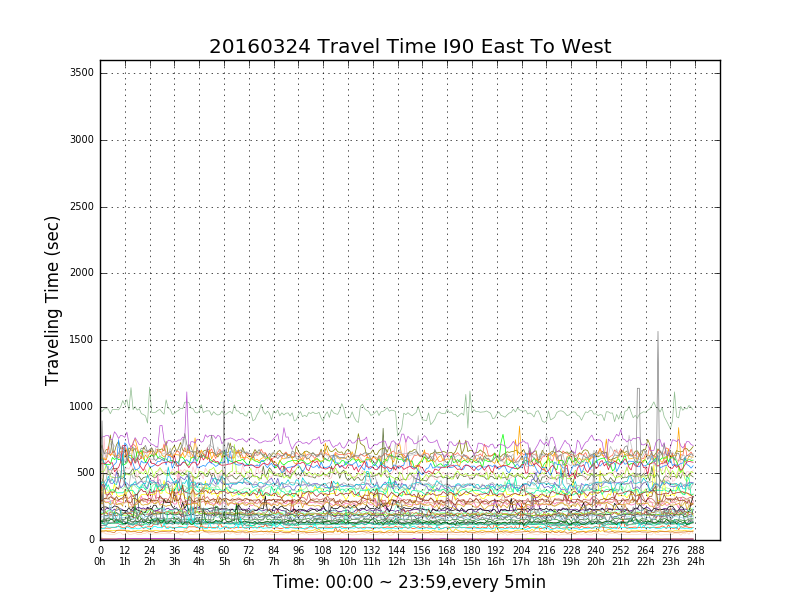 20160324 Travel Time I90 East To West
3500
3000
2500
2000
1500
1000
500
0
Traveling Time (sec)
0 12 24 36 48 60 72 84 96 108 120 132 144 156 168 180 192 204 216 228 240 252 264 276 288
0h 1h 2h 3h 4h 5h 6h 7h 8h 9h 10h 11h 12h 13h 14h 15h 16h 17h 18h 19h 20h 21h 22h 23h 24h
Time: 00:00 ~ 23:59,every 5min